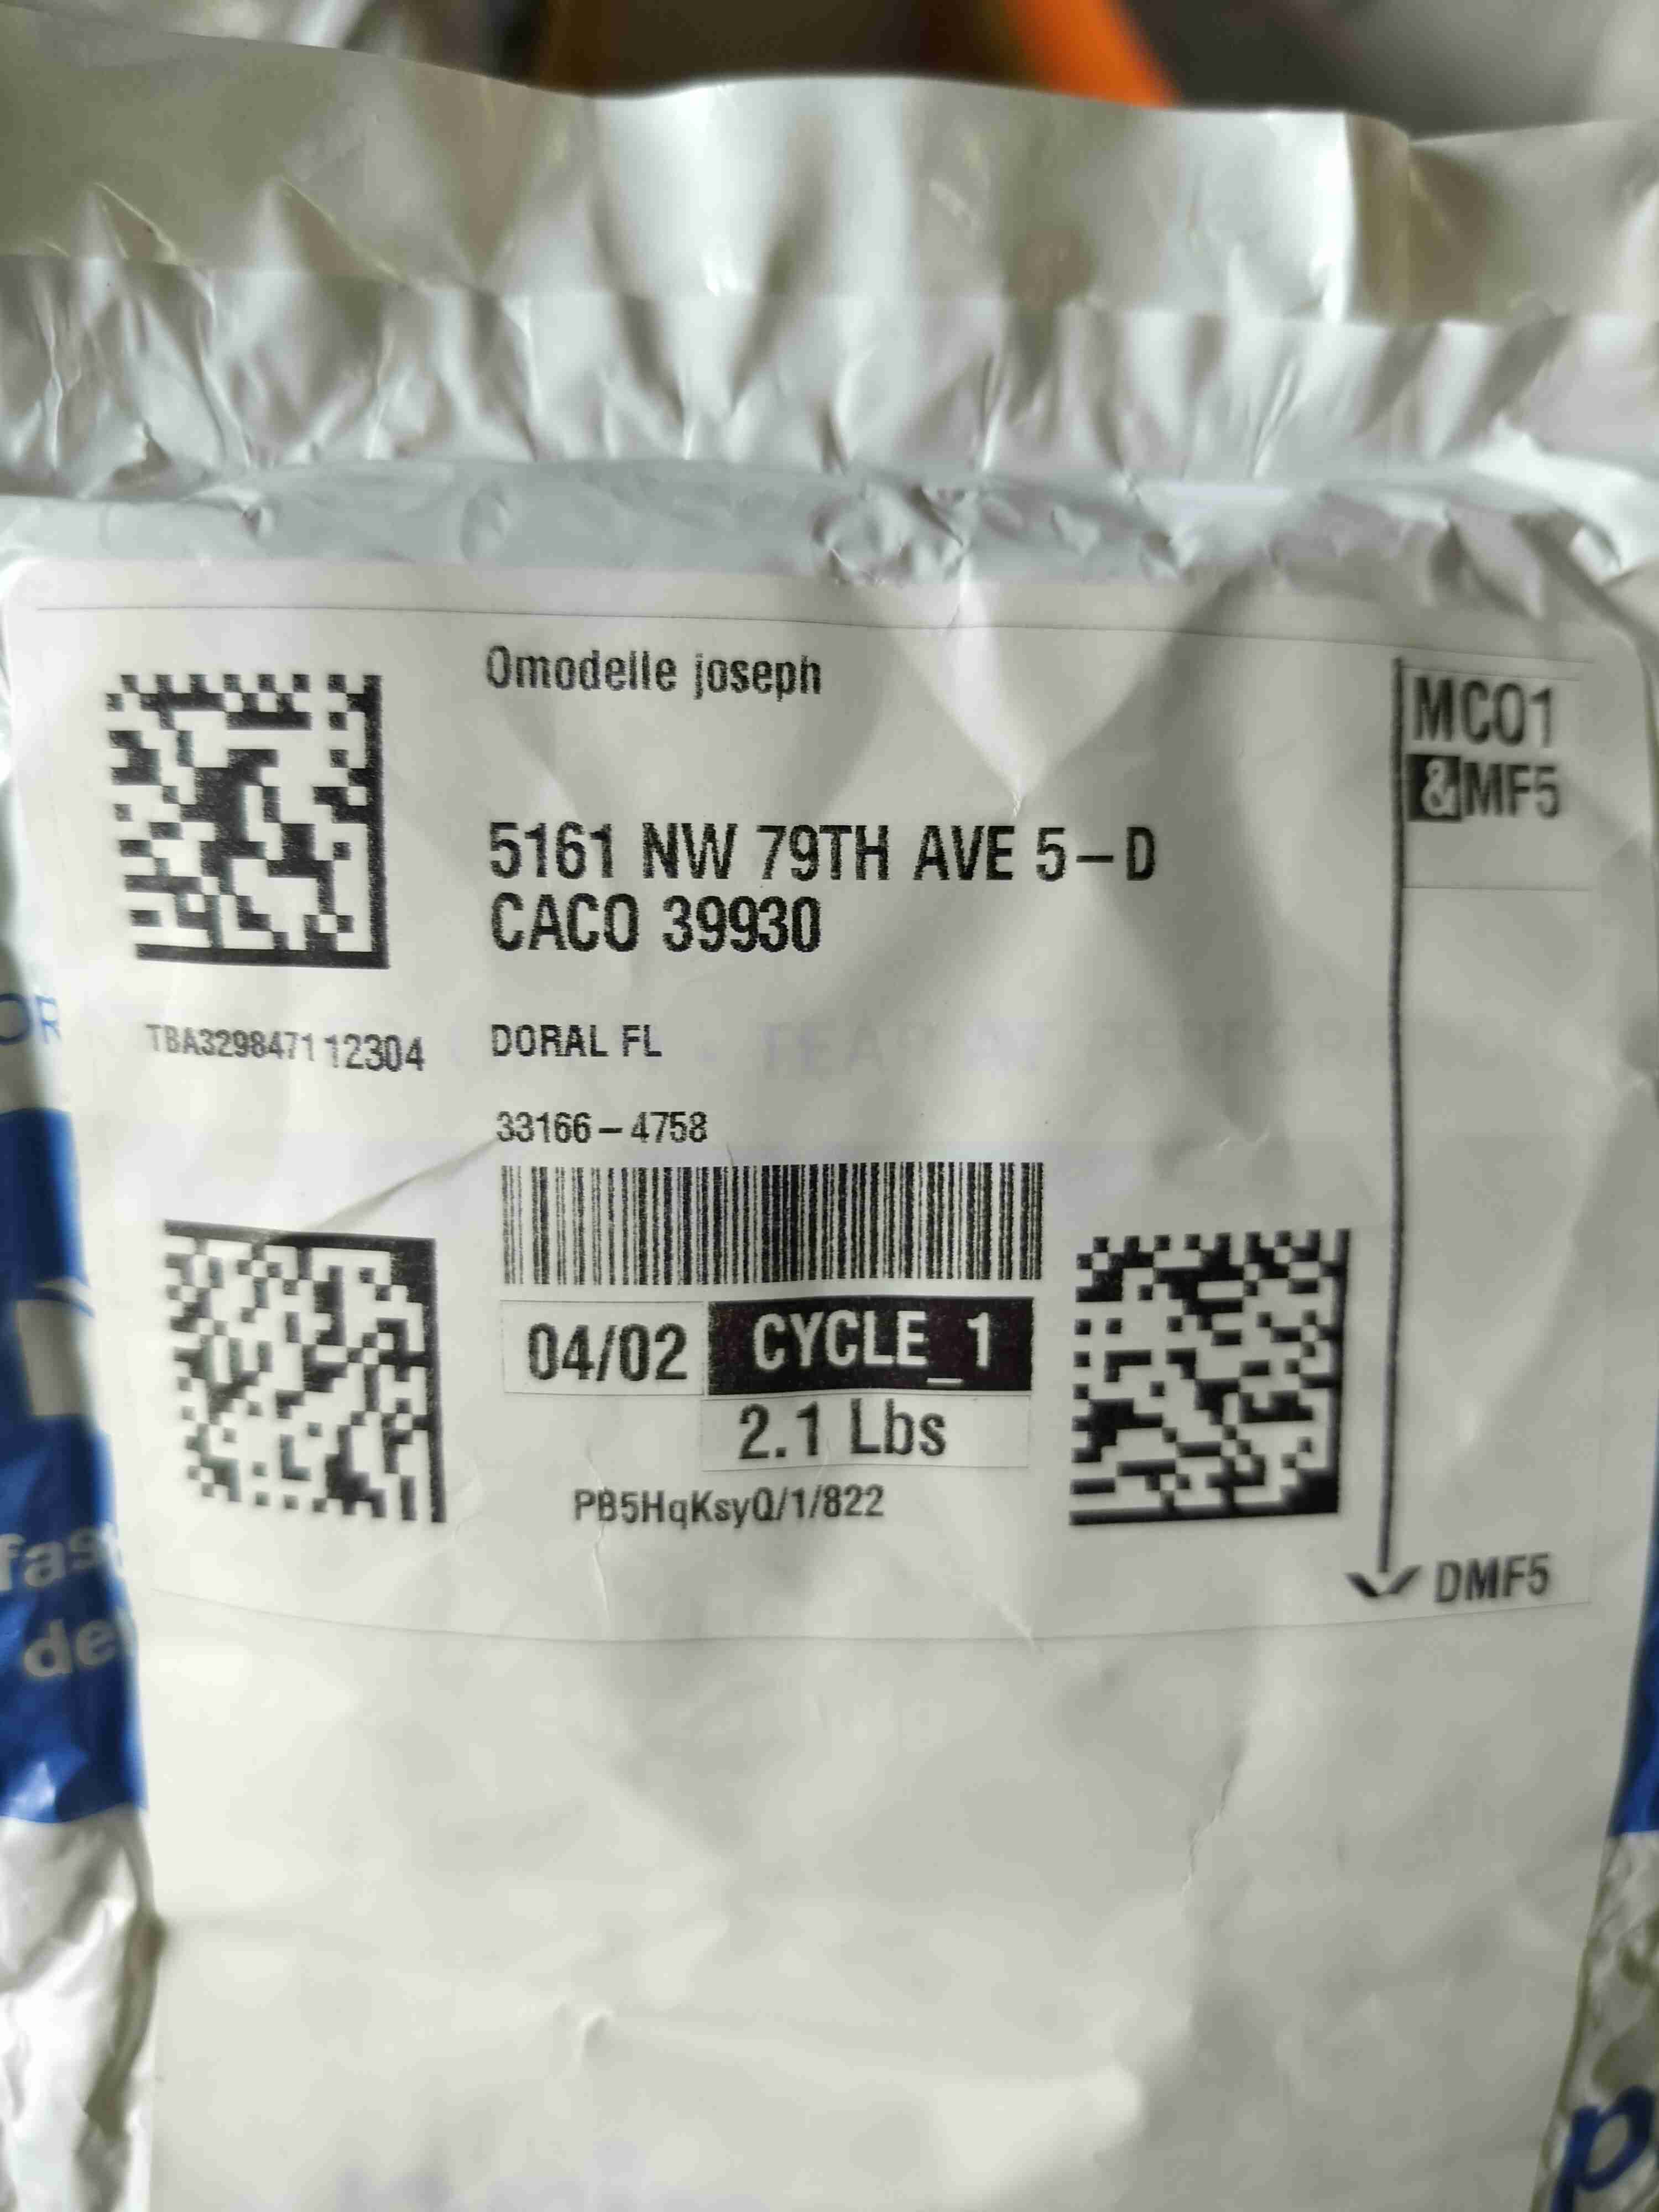 Omodelle joseph
MCO1
&MF5
5161 NW 79TH AVE 5-D
CACO 39930
TBA329847112304
DORAL FL
33166-4758
04/02 CYCLE_1
2.1 Lbs
PB5HqKsyQ/1/822
DMF5